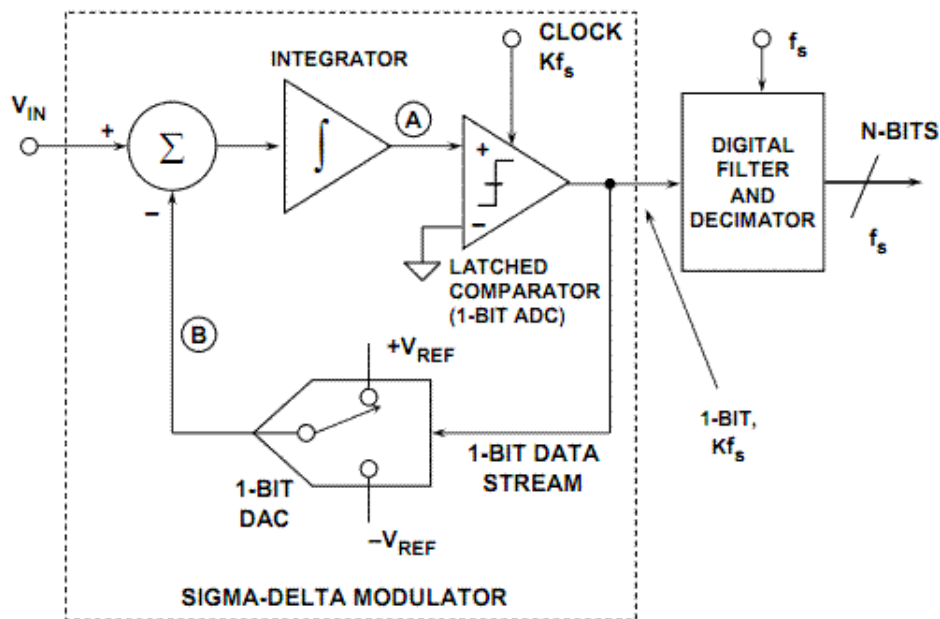 CLOCK
Kfs
fs
INTEGRATOR
VIN
+
Σ
−
∫
A
+
−
LATCHED
COMPARATOR
(1-BIT ADC)
DIGITAL
FILTER
AND
DECIMATOR
N-BITS
fs
B
+VREF
−VREF
1-BIT
DAC
1-BIT DATA
STREAM
1-BIT,
Kfs
SIGMA-DELTA MODULATOR